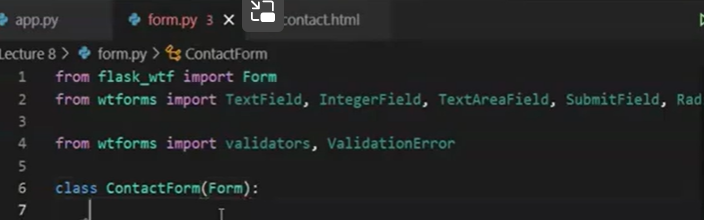 app.py form.py 3 contact.html
Lecture 8 > form.py > ContactForm
1 from flask_wtf import Form
2 from wtforms import TextField, IntegerField, TextAreaField, SubmitField, Rad
3
4 from wtforms import validators, ValidationError
5
6 class ContactForm(Form):
7